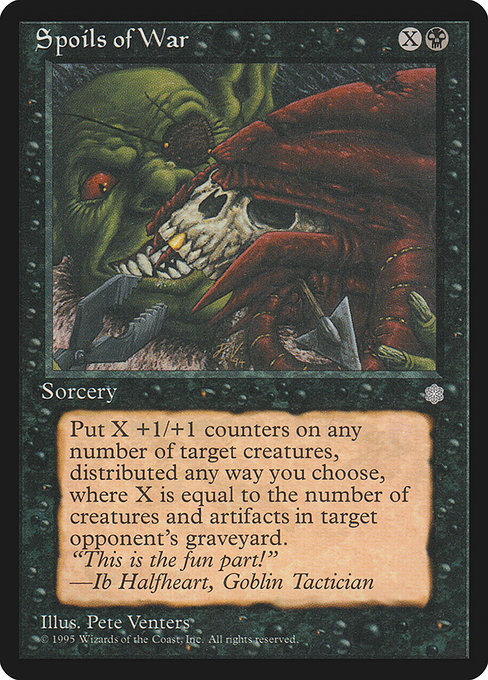 Spoils of War X
Sorcery
Put X +1/+1 counters on any
number of target creatures,
distributed any way you choose,
where X is equal to the number of
creatures and artifacts in target
opponent's graveyard.
"This is the fun part!"
—Ib Halfheart, Goblin Tactician
Illus. Pete Venters
© 1995 Wizards of the Coast, Inc. All rights reserved.